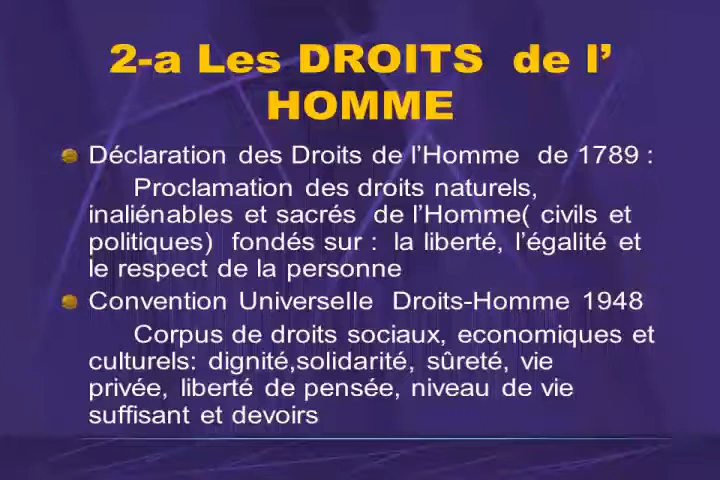 2-a Les DROITS de l’
HOMME
Déclaration des Droits de l’Homme de 1789 :
Proclamation des droits naturels,
inaliénables et sacrés de l’Homme( civils et
politiques) fondés sur : la liberté, l’égalité et
le respect de la personne
Convention Universelle Droits-Homme 1948
Corpus de droits sociaux, economiques et
culturels: dignité,solidarité, sûreté, vie
privée, liberté de pensée, niveau de vie
suffisant et devoirs